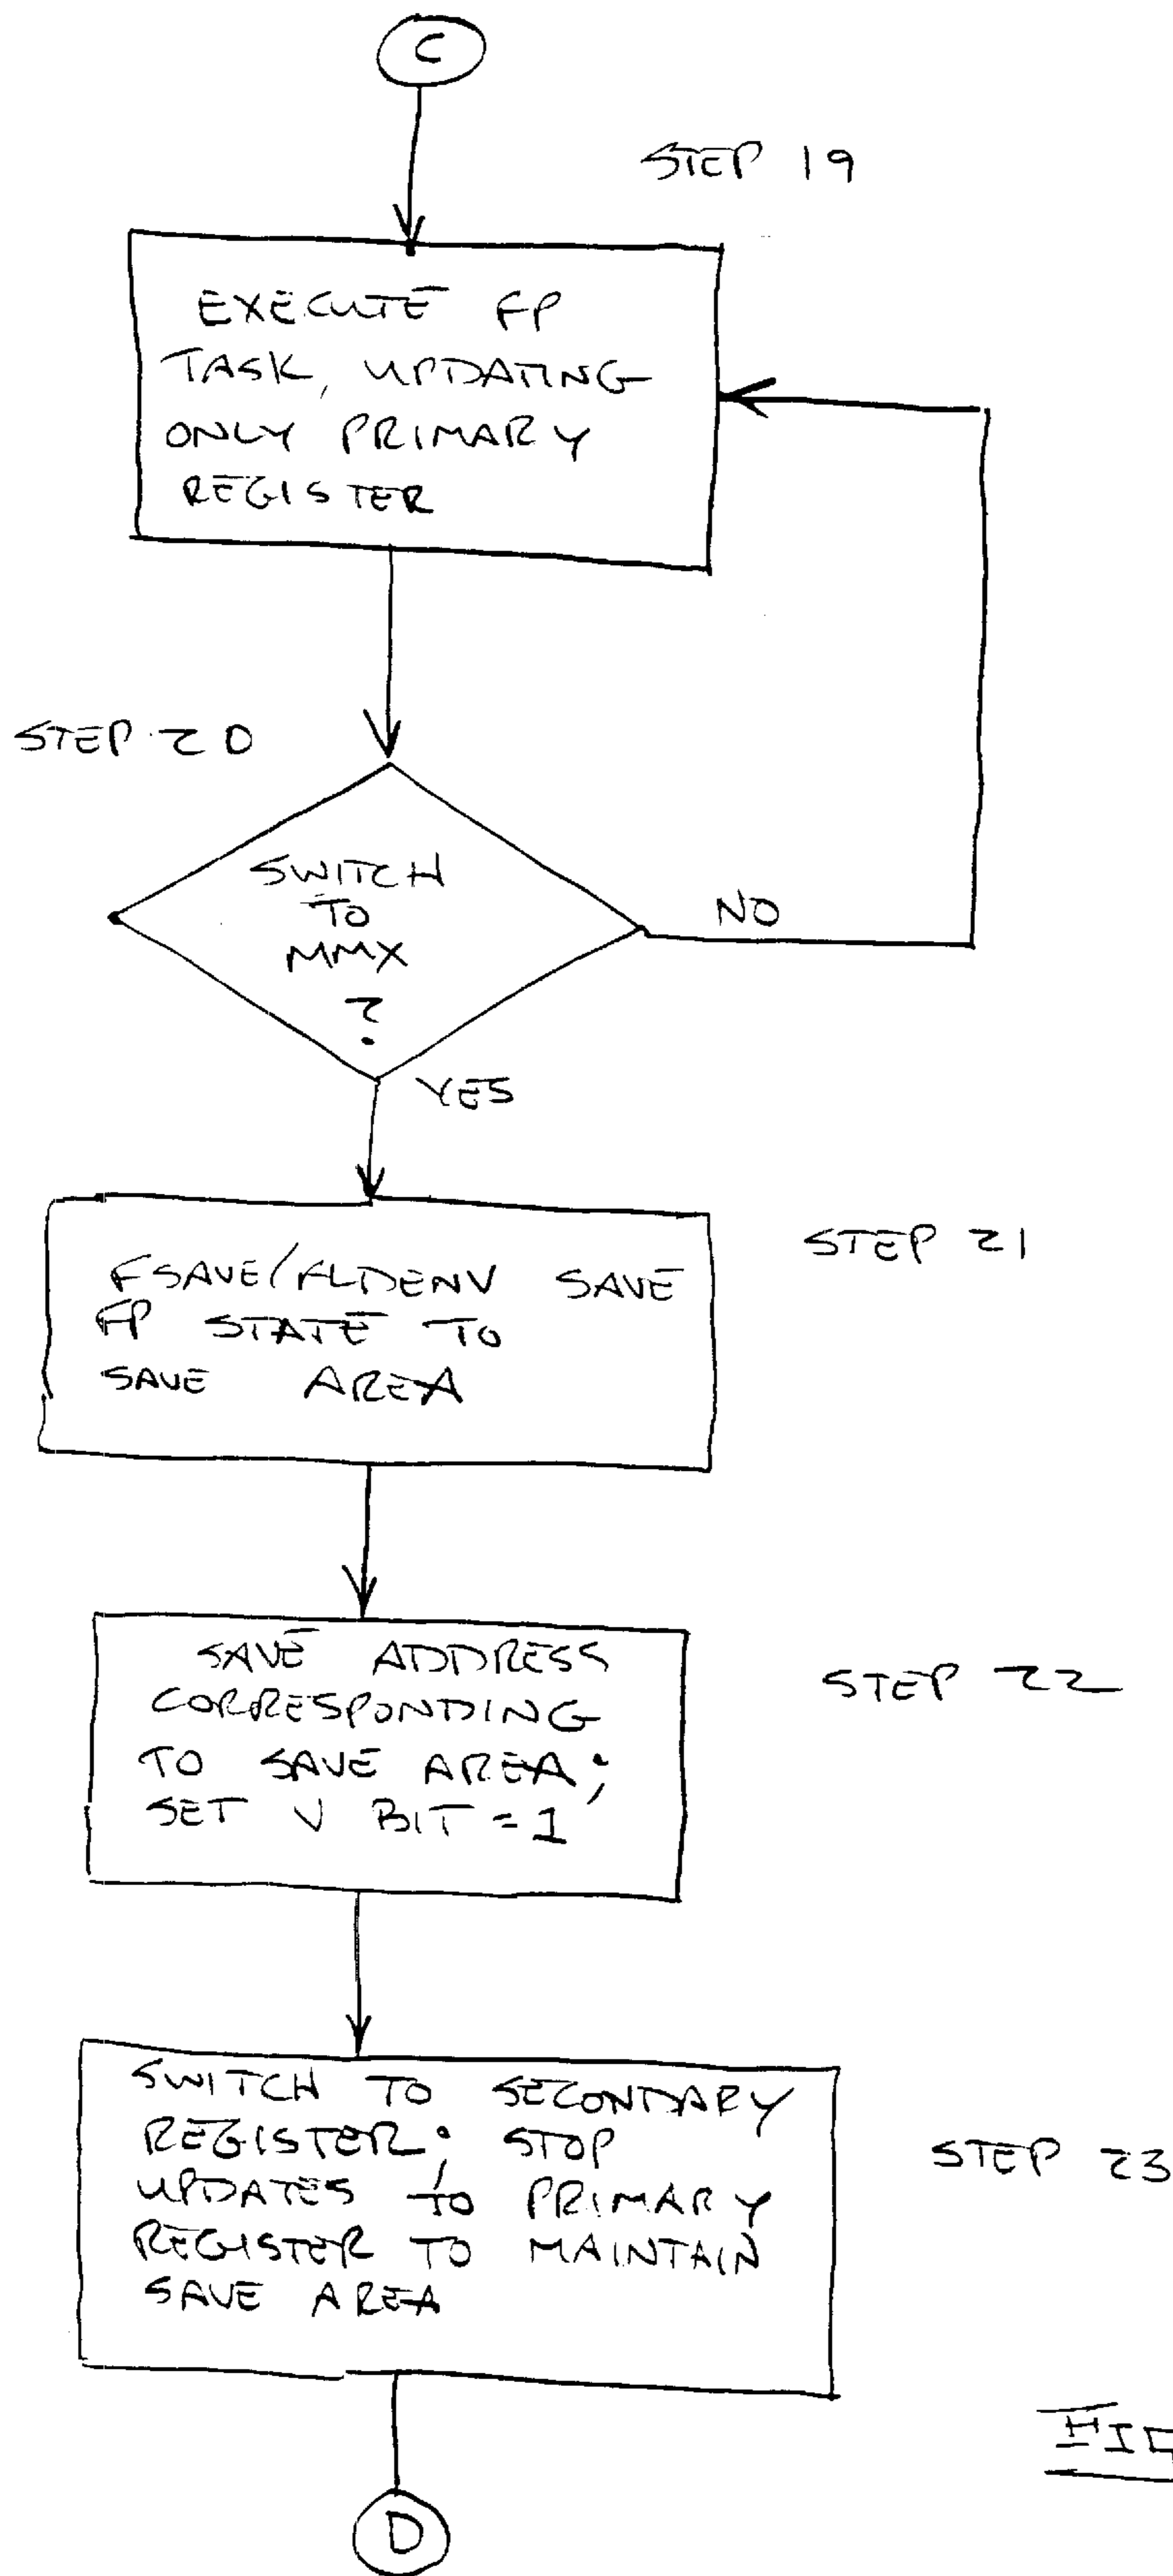 C
STEP 19
EXECUTE FP
TASK, UPDATING
ONLY PRIMARY
REGISTER
STEP 20
SWITCH
TO
MMX
?
NO
YES
STEP 21
FSAVE/FLDENV SAVE
FP STATE TO
SAVE AREA
SAVE ADDRESS
CORRESPONDING
TO SAVE AREA;
SET V BIT = 1
STEP 22
SWITCH TO SECONDARY
REGISTER; STOP
UPDATES TO PRIMARY
REGISTER TO MAINTAIN
SAVE AREA
STEP 23
D